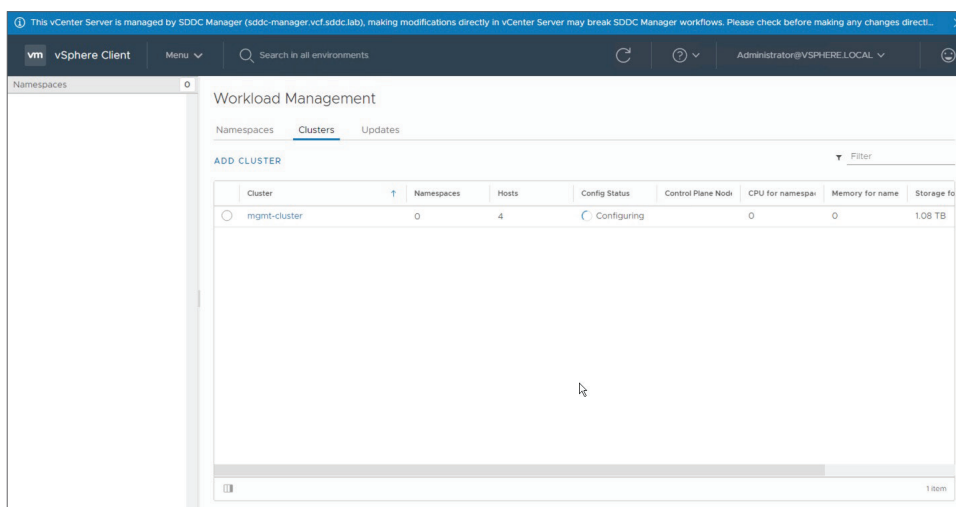 This vCenter Server is managed by SDDC Manager (sddc-manager.vcf.sddc.lab), making modifications directly in vCenter Server may break SDDC Manager workflows. Please check before making any changes directl...
vm vSphere Client Menu Search in all environments Administrator@VSPHERE.LOCAL
Namespaces 0
Workload Management
Namespaces Clusters Updates
ADD CLUSTER Filter
Cluster Namespaces Hosts Config Status Control Plane Node CPU for namespa Memory for name Storage fo
mgmt-cluster 0 4 Configuring 0 0 1.08 TB
1 item